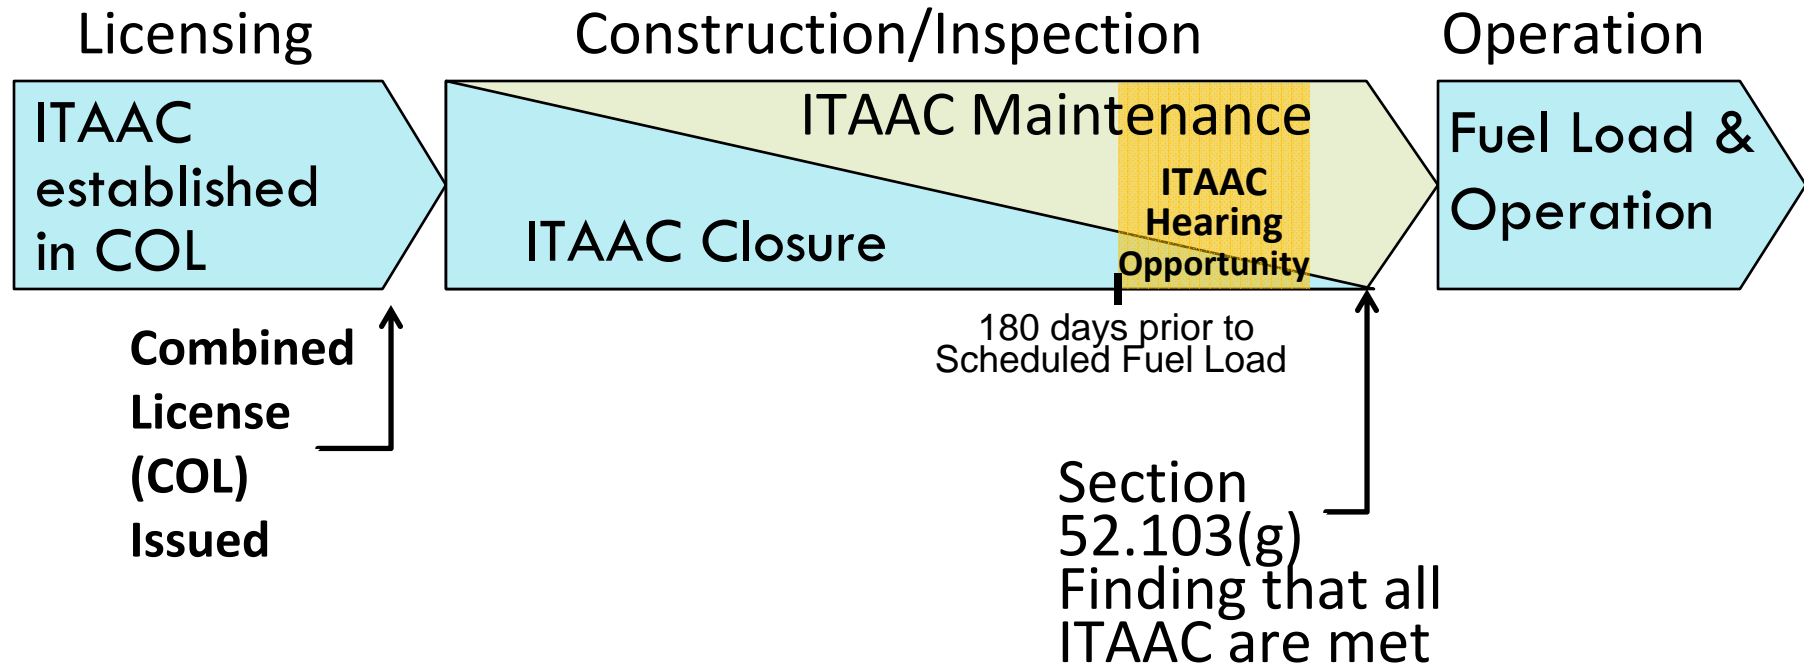 Licensing
Construction/Inspection
Operation
ITAAC
established
in COL
ITAAC Maintenance
ITAAC Closure
ITAAC
Hearing
Opportunity
Fuel Load &
Operation
180 days prior to
Scheduled Fuel Load
Combined
License
(COL)
Issued
Section
52.103(g)
Finding that all
ITAAC are met